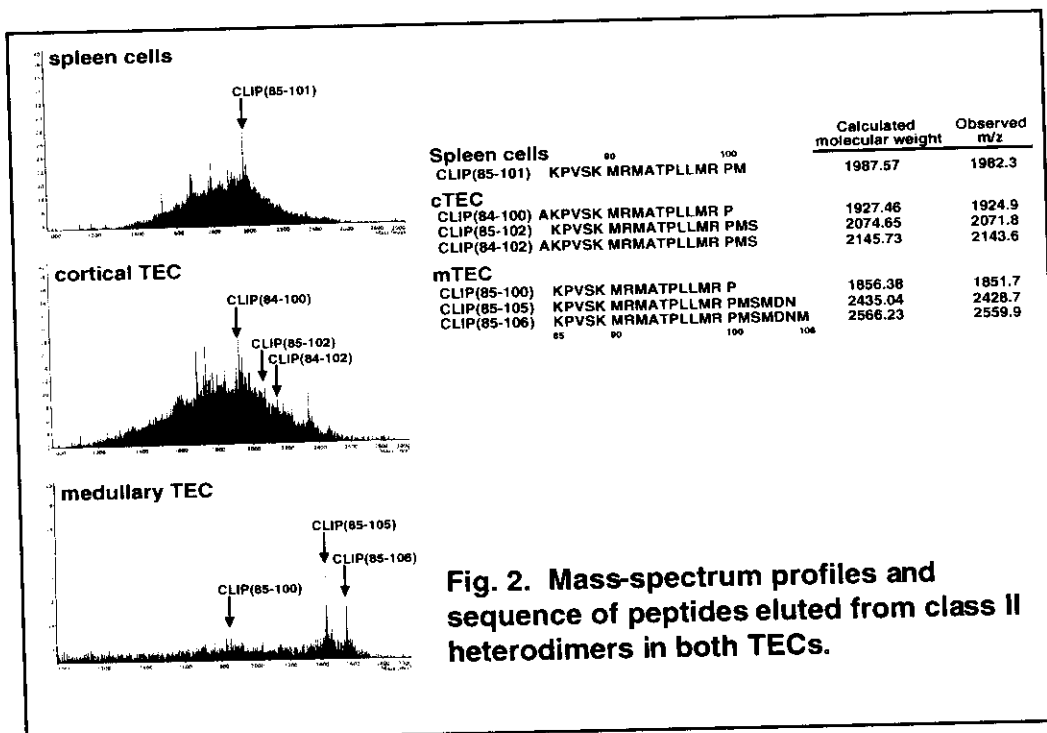 spleen cells
CLIP(85-101)
cortical TEC
CLIP(84-100)
CLIP(85-102)
CLIP(84-102)
medullary TEC
CLIP(85-105)
CLIP(85-106)
CLIP(85-100)
Calculated molecular weight Observed m/z
Spleen cells 90 100
CLIP(85-101) KPVSK MRMATPLLMR PM 1987.57 1982.3
cTEC
CLIP(84-100) AKPVSK MRMATPLLMR P 1927.46 1924.9
CLIP(85-102) KPVSK MRMATPLLMR PMS 2074.65 2071.8
CLIP(84-102) AKPVSK MRMATPLLMR PMS 2145.73 2143.6
mTEC
CLIP(85-100) KPVSK MRMATPLLMR P 1856.38 1851.7
CLIP(85-105) KPVSK MRMATPLLMR PMSMDN 2435.04 2428.7
CLIP(85-106) KPVSK MRMATPLLMR PMSMDNM 2566.23 2559.9
85 90 100 106
Fig. 2. Mass-spectrum profiles and
sequence of peptides eluted from class II
heterodimers in both TECs.